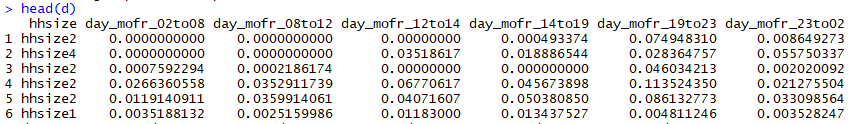 > head(d)
hhsize day_mofr_02to08 day_mofr_08to12 day_mofr_12to14 day_mofr_14to19 day_mofr_19to23 day_mofr_23to02
1 hhsize2 0.0000000000 0.0000000000 0.00000000 0.000493374 0.074948310 0.008649273
2 hhsize4 0.0000000000 0.0000000000 0.03518617 0.018886544 0.028364757 0.055750337
3 hhsize2 0.0007592294 0.0002186174 0.00000000 0.000000000 0.046034213 0.002020092
4 hhsize2 0.0266360558 0.0352911739 0.06770617 0.045673898 0.113524350 0.021275504
5 hhsize2 0.0119140911 0.0359914061 0.04071607 0.050380850 0.086132773 0.033098564
6 hhsize1 0.0035188132 0.0025159986 0.01183000 0.013437527 0.004811246 0.003528247